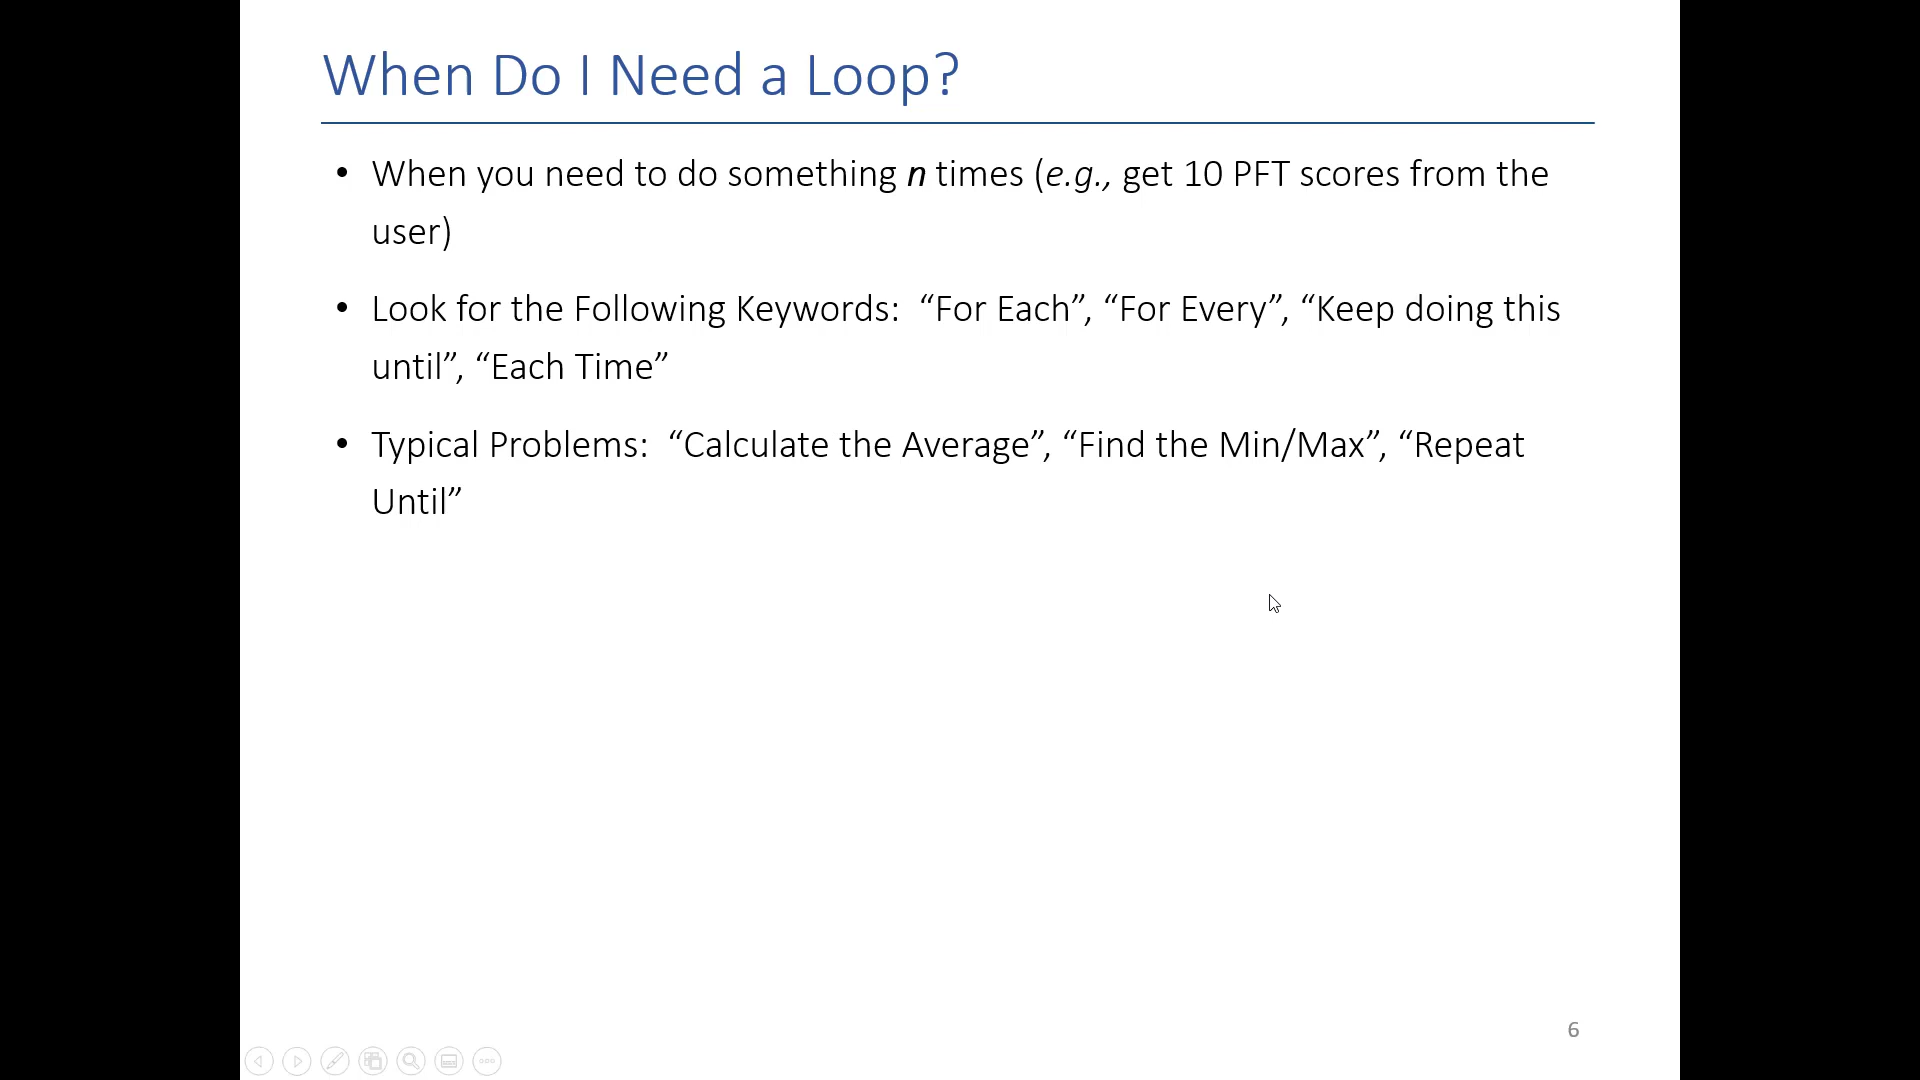 When Do I Need a Loop?
• When you need to do something n times (e.g., get 10 PFT scores from the
user)
• Look for the Following Keywords:  “For Each”, “For Every”, “Keep doing this
until”, “Each Time”
• Typical Problems:  “Calculate the Average”, “Find the Min/Max”, “Repeat
Until”
6